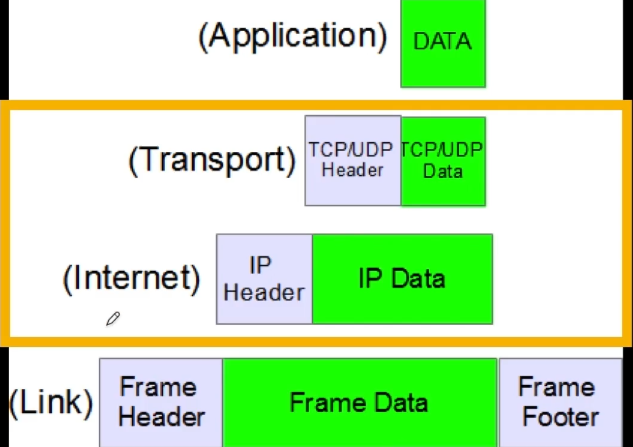 (Application) DATA
(Transport) TCP/UDP Header TCP/UDP Data
(Internet) IP Header IP Data
(Link) Frame Header Frame Data Frame Footer